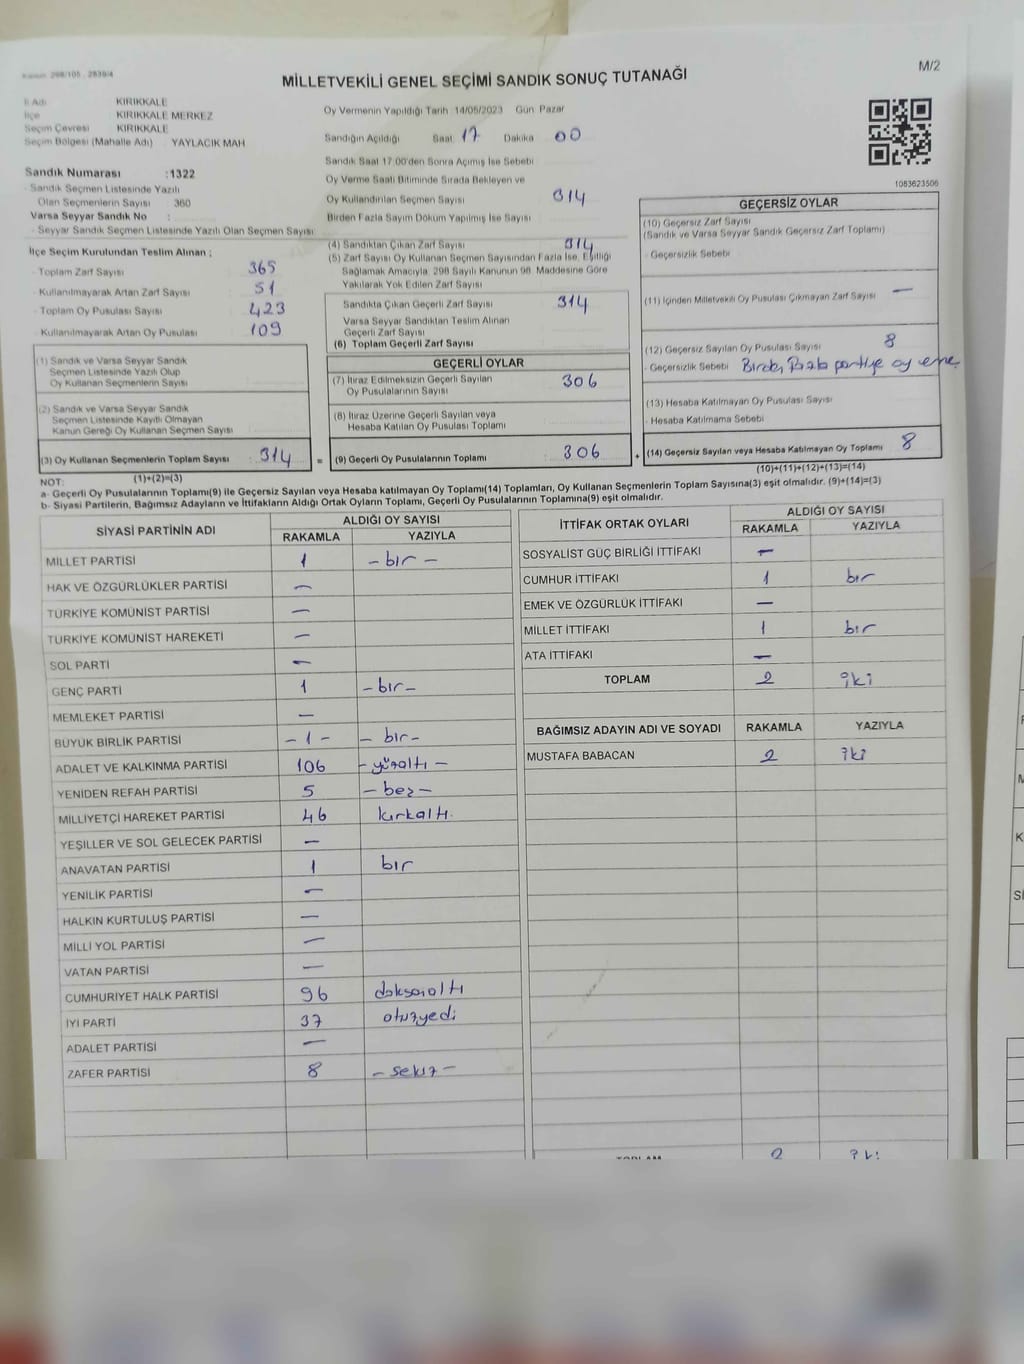 Kanun: 298/105 - 2839/4
M/2
MİLLETVEKİLİ GENEL SEÇİMİ SANDIK SONUÇ TUTANAĞI
İl Adı KIRIKKALE
İlçe KIRIKKALE MERKEZ
Seçim Çevresi KIRIKKALE
Seçim Bölgesi (Mahalle Adı) YAYLACIK MAH
Sandık Numarası :1322
- Sandık Seçmen Listesinde Yazılı
Olan Seçmenlerin Sayısı 360
Varsa Seyyar Sandık No :
- Seyyar Sandık Seçmen Listesinde Yazılı Olan Seçmen Sayısı
İlçe Seçim Kurulundan Teslim Alınan ;
- Toplam Zarf Sayısı 365
- Kullanılmayarak Artan Zarf Sayısı 51
- Toplam Oy Pusulası Sayısı 423
- Kullanılmayarak Artan Oy Pusulası 109
Oy Vermenin Yapıldığı Tarih 14/05/2023 Gün Pazar
Sandığın Açıldığı Saat 17 Dakika 00
Sandık Saat 17:00'den Sonra Açımış İse Sebebi
Oy Verme Saati Bitiminde Sırada Bekleyen ve
Oy Kullandırılan Seçmen Sayısı 314
Birden Fazla Sayım Döküm Yapılmış İse Sayısı
(4) Sandıktan Çıkan Zarf Sayısı 314
(5) Zarf Sayısı Oy Kullanan Seçmen Sayısından Fazla İse, Eşitliği
Sağlamak Amacıyla; 298 Sayılı Kanunun 98. Maddesine Göre
Yakılarak Yok Edilen Zarf Sayısı
Sandıkta Çıkan Geçerli Zarf Sayısı 314
Varsa Seyyar Sandıktan Teslim Alınan
Geçerli Zarf Sayısı
(6) Toplam Geçerli Zarf Sayısı
1083623506
GEÇERSİZ OYLAR
(10) Geçersiz Zarf Sayısı
(Sandık ve Varsa Seyyar Sandık Geçersiz Zarf Toplamı)
- Geçersizlik Sebebi
(11) İçinden Milletvekili Oy Pusulası Çıkmayan Zarf Sayısı —
(12) Geçersiz Sayılan Oy Pusulası Sayısı 8
- Geçersizlik Sebebi partiye oy
(13) Hesaba Katılmayan Oy Pusulası Sayısı
- Hesaba Katılmama Sebebi
(14) Geçersiz Sayılan veya Hesaba Katılmayan Oy Toplamı 8
(10)+(11)+(12)+(13)=(14)
(1) Sandık ve Varsa Seyyar Sandık
Seçmen Listesinde Yazılı Olup
Oy Kullanan Seçmenlerin Sayısı
(2) Sandık ve Varsa Seyyar Sandık
Seçmen Listesinde Kayıtlı Olmayan
Kanun Gereği Oy Kullanan Seçmen Sayısı
(3) Oy Kullanan Seçmenlerin Toplam Sayısı : 314 =
(1)+(2)=(3)
GEÇERLİ OYLAR
(7) İtiraz Edilmeksizin Geçerli Sayılan
Oy Pusulalarının Sayısı 306
(8) İtiraz Üzerine Geçerli Sayılan veya
Hesaba Katılan Oy Pusulası Toplamı
(9) Geçerli Oy Pusulalarının Toplamı 306 +
NOT:
a- Geçerli Oy Pusulalarının Toplamı(9) ile Geçersiz Sayılan veya Hesaba katılmayan Oy Toplamı(14) Toplamları, Oy Kullanan Seçmenlerin Toplam Sayısına(3) eşit olmalıdır. (9)+(14)=(3)
b- Siyasi Partilerin, Bağımsız Adayların ve İttifakların Aldığı Ortak Oyların Toplamı, Geçerli Oy Pusulalarının Toplamına(9) eşit olmalıdır.
SİYASİ PARTİNİN ADI ALDIĞI OY SAYISI
RAKAMLA YAZIYLA
MİLLET PARTİSİ 1 - bır -
HAK VE ÖZGÜRLÜKLER PARTİSİ —
TÜRKİYE KOMÜNİST PARTİSİ —
TÜRKİYE KOMÜNİST HAREKETİ —
SOL PARTİ —
GENÇ PARTİ 1 - bır -
MEMLEKET PARTİSİ —
BÜYÜK BİRLİK PARTİSİ - 1 - - bır -
ADALET VE KALKINMA PARTİSİ 106 - yüzaltı -
YENİDEN REFAH PARTİSİ 5 - beş -
MİLLİYETÇİ HAREKET PARTİSİ 46 kırkaltı
YEŞİLLER VE SOL GELECEK PARTİSİ —
ANAVATAN PARTİSİ 1 bır
YENİLİK PARTİSİ —
HALKIN KURTULUŞ PARTİSİ —
MİLLİ YOL PARTİSİ —
VATAN PARTİSİ —
CUMHURİYET HALK PARTİSİ 96 doksanaltı
İYİ PARTİ 37 otuzyedi
ADALET PARTİSİ —
ZAFER PARTİSİ 8 - sekız -
İTTİFAK ORTAK OYLARI ALDIĞI OY SAYISI
RAKAMLA YAZIYLA
SOSYALİST GÜÇ BİRLİĞİ İTTİFAKI —
CUMHUR İTTİFAKI 1 bır
EMEK VE ÖZGÜRLÜK İTTİFAKI —
MİLLET İTTİFAKI 1 bır
ATA İTTİFAKI —
TOPLAM 2 iki
BAĞIMSIZ ADAYIN ADI VE SOYADI RAKAMLA YAZIYLA
MUSTAFA BABACAN 2 iki
TOPLAM 2 iki